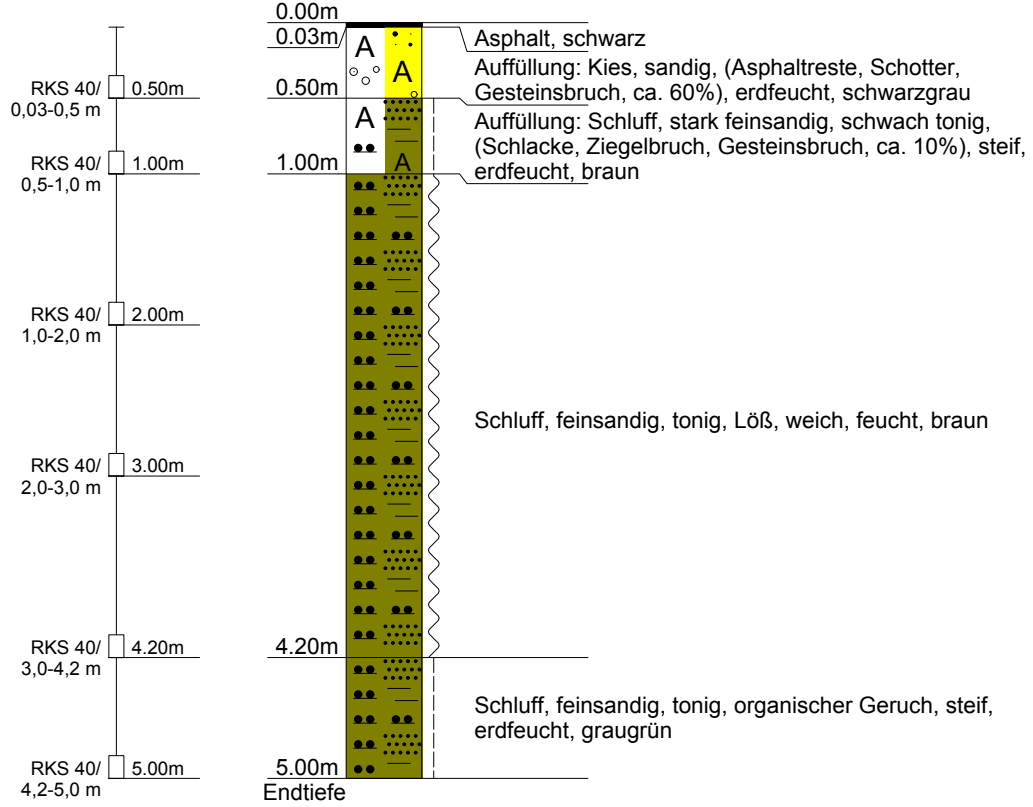 0.00m
0.03m
Asphalt, schwarz
A
A
RKS 40/
0,03-0,5 m
0.50m
0.50m
Auffüllung: Kies, sandig, (Asphaltreste, Schotter,
Gesteinsbruch, ca. 60%), erdfeucht, schwarzgrau
A
A
RKS 40/
0,5-1,0 m
1.00m
1.00m
Auffüllung: Schluff, stark feinsandig, schwach tonig,
(Schlacke, Ziegelbruch, Gesteinsbruch, ca. 10%), steif,
erdfeucht, braun
RKS 40/
1,0-2,0 m
2.00m
Schluff, feinsandig, tonig, Löß, weich, feucht, braun
RKS 40/
2,0-3,0 m
3.00m
RKS 40/
3,0-4,2 m
4.20m
4.20m
Schluff, feinsandig, tonig, organischer Geruch, steif,
erdfeucht, graugrün
RKS 40/
4,2-5,0 m
5.00m
5.00m
Endtiefe